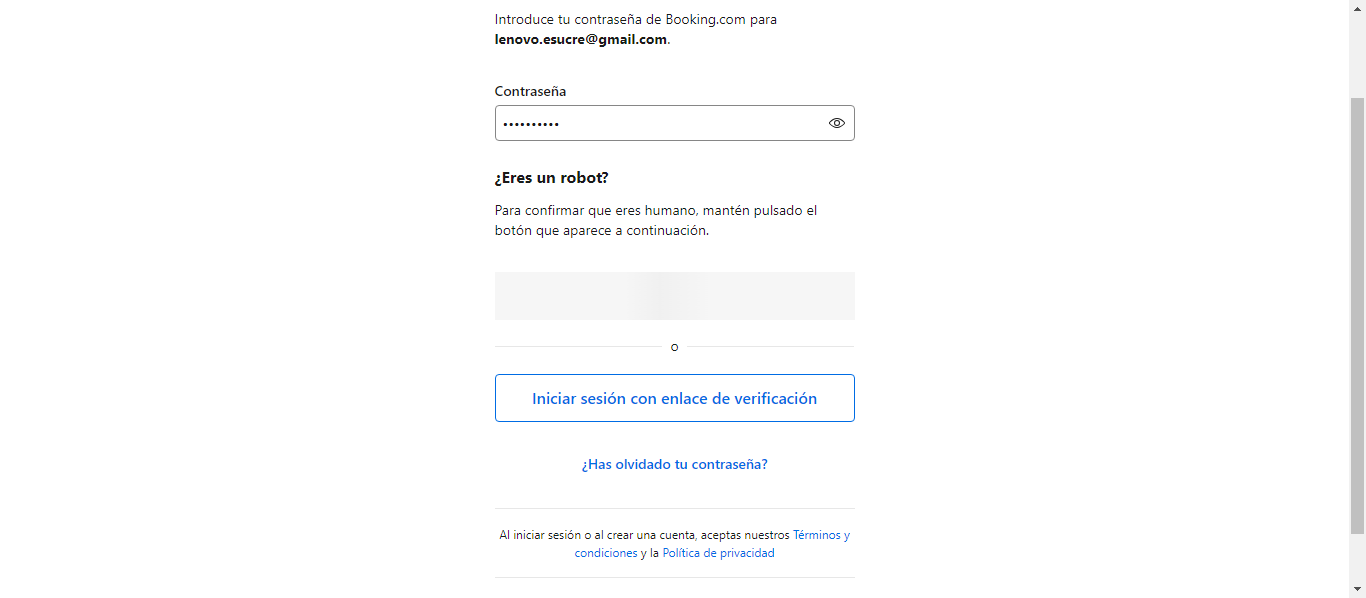 Introduce tu contraseña de Booking.com para
lenovo.esucre@gmail.com.
Contraseña
••••••••••
¿Eres un robot?
Para confirmar que eres humano, mantén pulsado el
botón que aparece a continuación.
o
Iniciar sesión con enlace de verificación
¿Has olvidado tu contraseña?
Al iniciar sesión o al crear una cuenta, aceptas nuestros Términos y
condiciones y la Política de privacidad